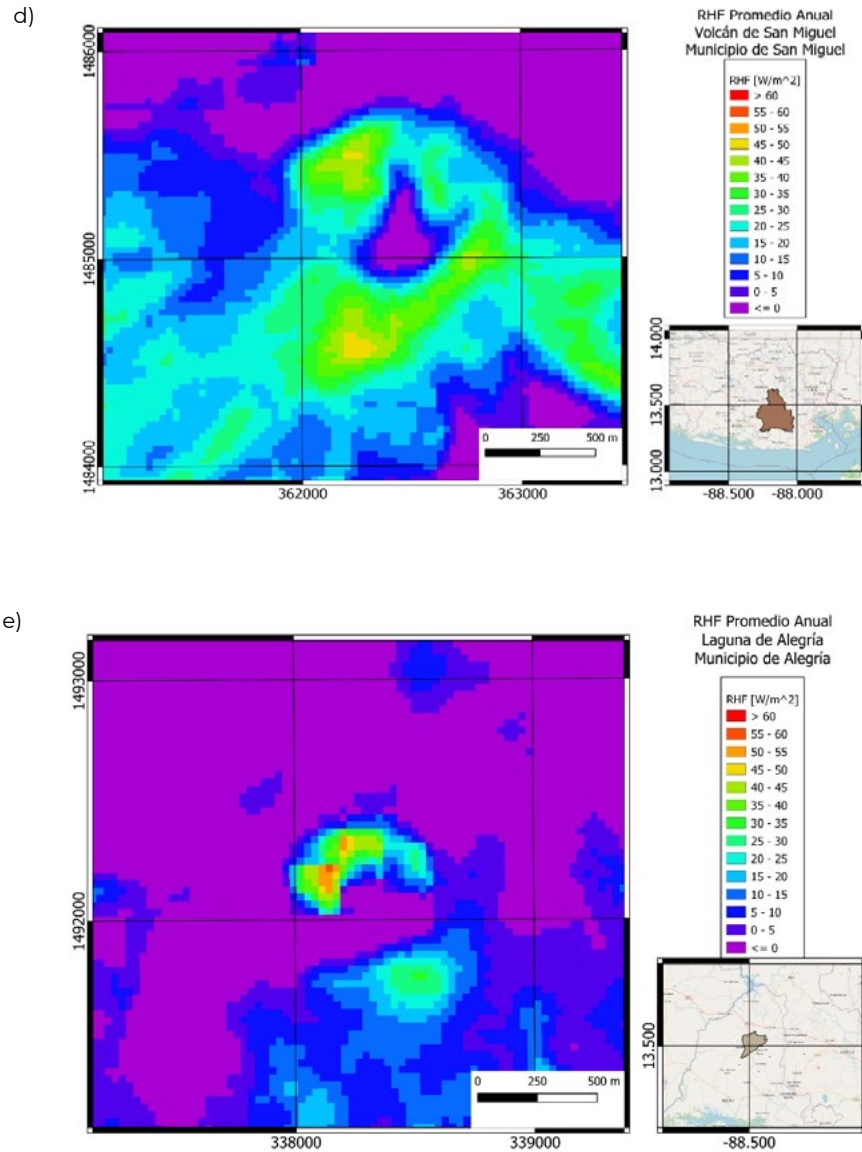 d)
RHF Promedio Anual
Volcán de San Miguel
Municipio de San Miguel
1486000
1485000
1484000
362000
363000
0 250 500 m
RHF [W/m^2]
> 60
55 - 60
50 - 55
45 - 50
40 - 45
35 - 40
30 - 35
25 - 30
20 - 25
15 - 20
10 - 15
5 - 10
0 - 5
<= 0
14.000
13.500
13.000
-88.500
-88.000
e)
RHF Promedio Anual
Laguna de Alegría
Municipio de Alegría
1493000
1492000
338000
339000
0 250 500 m
RHF [W/m^2]
> 60
55 - 60
50 - 55
45 - 50
40 - 45
35 - 40
30 - 35
25 - 30
20 - 25
15 - 20
10 - 15
5 - 10
0 - 5
<= 0
13.500
-88.500